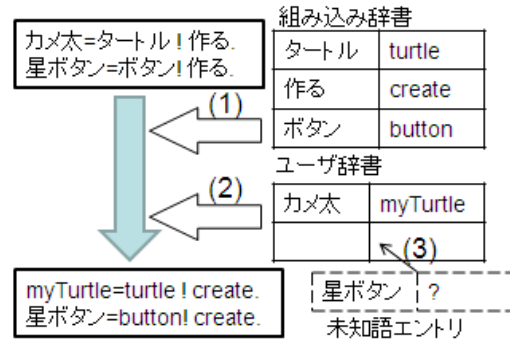 カメ太=タートル!作る.
星ボタン=ボタン!作る.
組み込み辞書
タートル turtle
作る create
ボタン button
(1)
ユーザ辞書
カメ太 myTurtle
(2)
(3)
星ボタン ?
未知語エントリ
myTurtle=turtle ! create.
星ボタン=button! create.